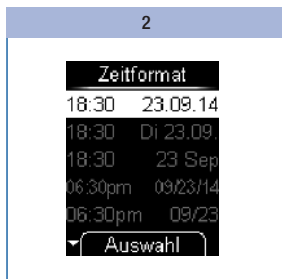 2
Zeitformat
18:30 23.09.14
18:30 Di 23.09.
18:30 23 Sep
06:30pm 09/23/14
06:30pm 09/23
Auswahl